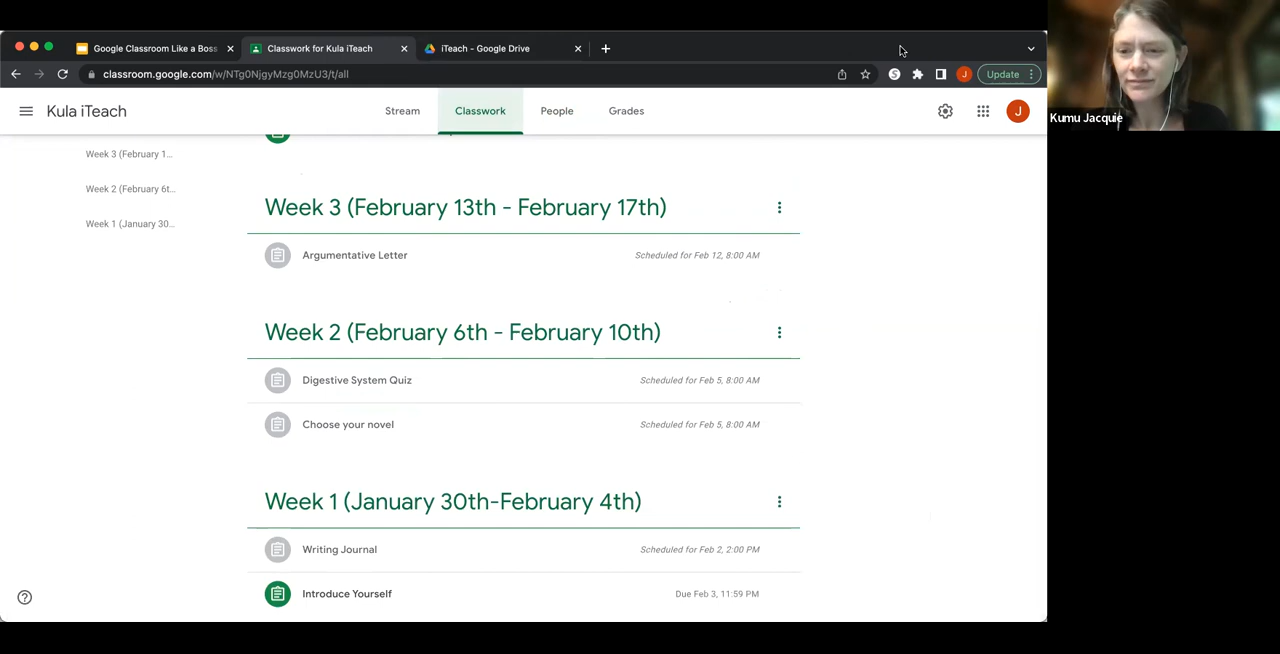 Google Classroom Like a Boss
Classwork for Kula iTeach
iTeach - Google Drive
classroom.google.com/w/NTg0NjgyMzg0MzU3/t/all
S
J
Update
Kula iTeach
Stream
Classwork
People
Grades
J
Kumu Jacquie
Week 3 (February 1...
Week 2 (February 6t...
Week 1 (January 30...
Week 3 (February 13th - February 17th)
Argumentative Letter
Scheduled for Feb 12, 8:00 AM
Week 2 (February 6th - February 10th)
Digestive System Quiz
Scheduled for Feb 5, 8:00 AM
Choose your novel
Scheduled for Feb 5, 8:00 AM
Week 1 (January 30th-February 4th)
Writing Journal
Scheduled for Feb 2, 2:00 PM
Introduce Yourself
Due Feb 3, 11:59 PM